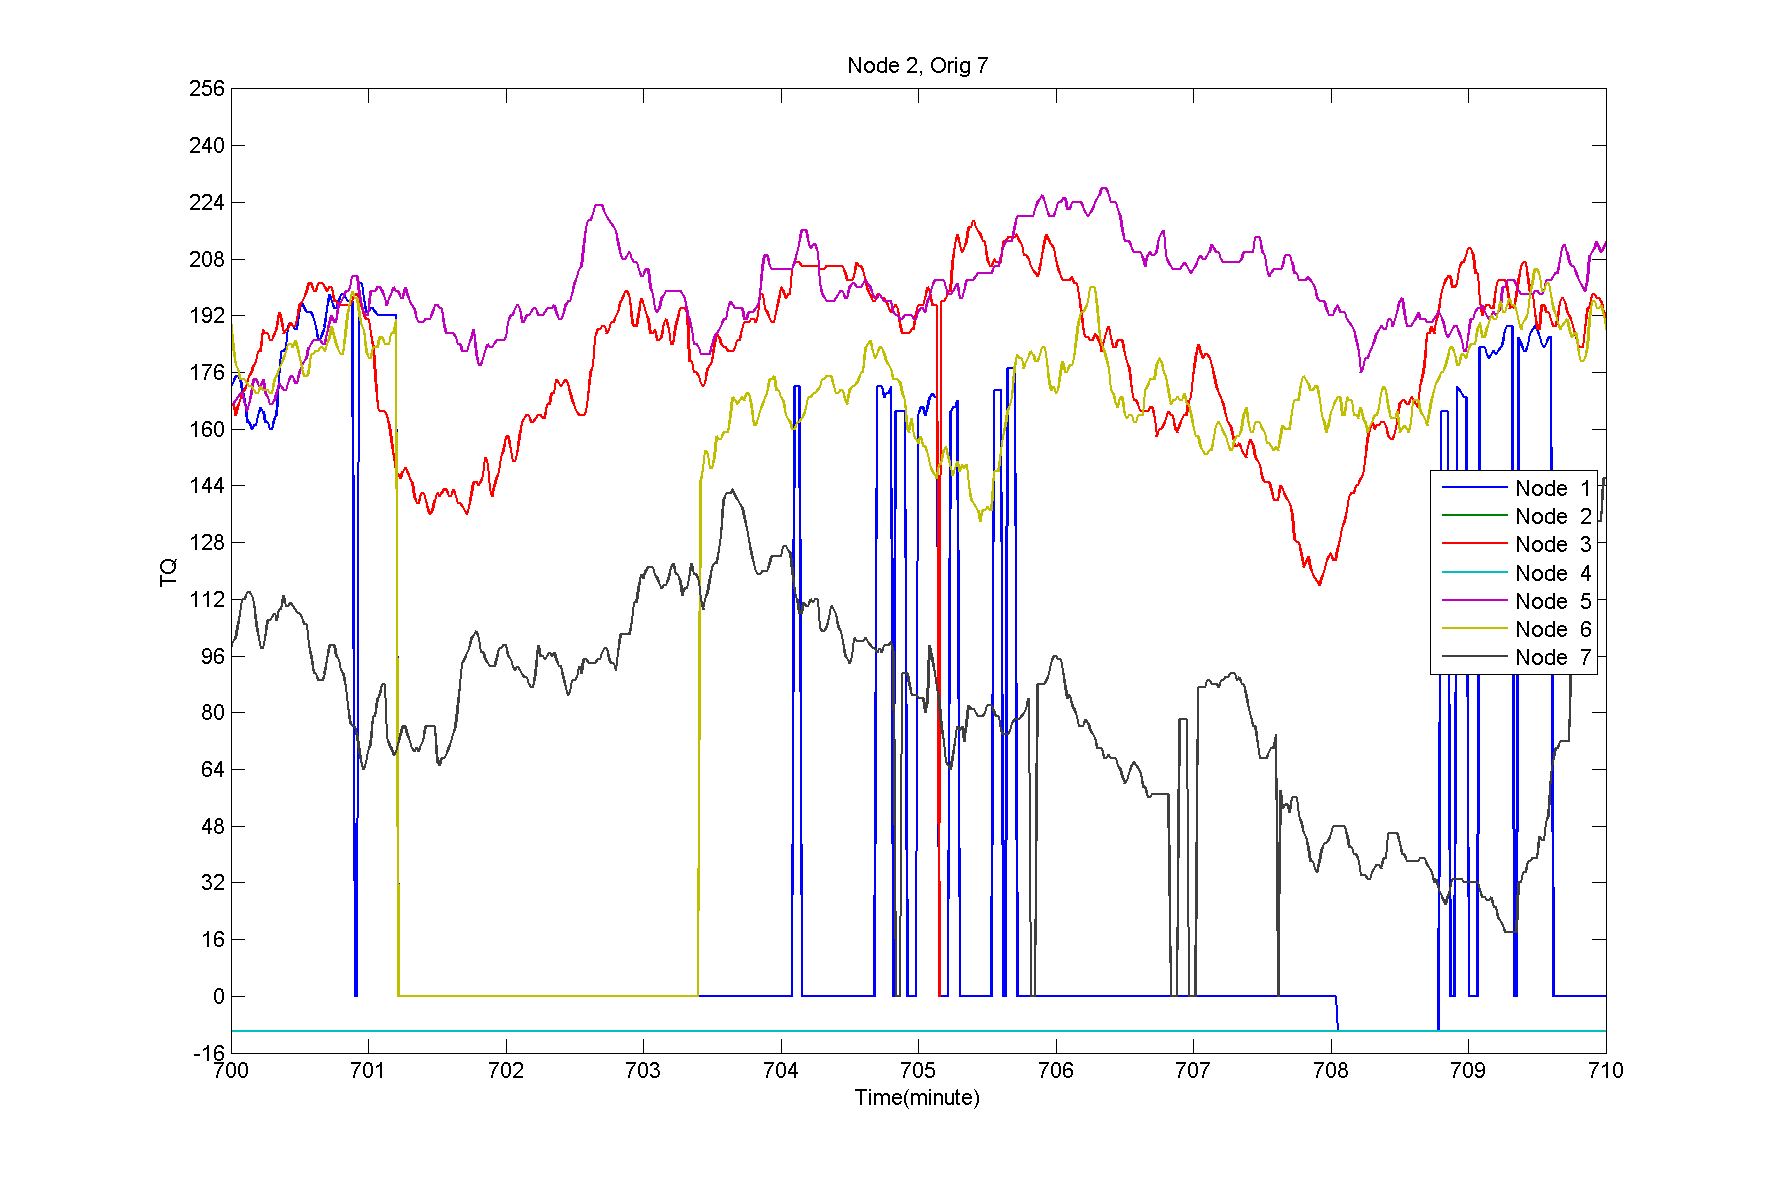 Node 2, Orig 7
256
240
224
208
192
176
160
144
128
112
96
80
64
48
32
16
0
-16
TQ
700 701 702 703 704 705 706 707 708 709 710
Time(minute)
Node 1
Node 2
Node 3
Node 4
Node 5
Node 6
Node 7